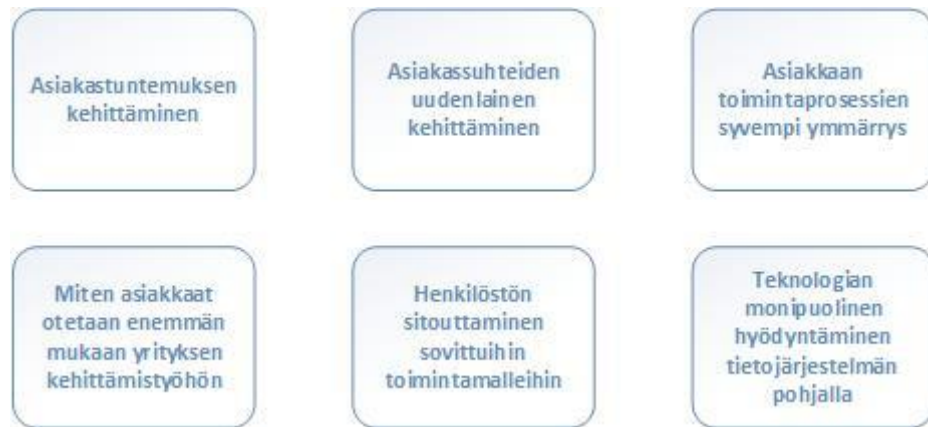 Asiakastuntemuksen
kehittäminen
Asiakassuhteiden
uudenlainen
kehittäminen
Asiakkaan
toimintaprosessien
syvempi ymmärrys
Miten asiakkaat
otetaan enemmän
mukaan yrityksen
kehittämistyöhön
Henkilöstön
sitouttaminen
sovittuihin
toimintamalleihin
Teknologian
monipuolinen
hyödyntäminen
tietojärjestelmän
pohjalla